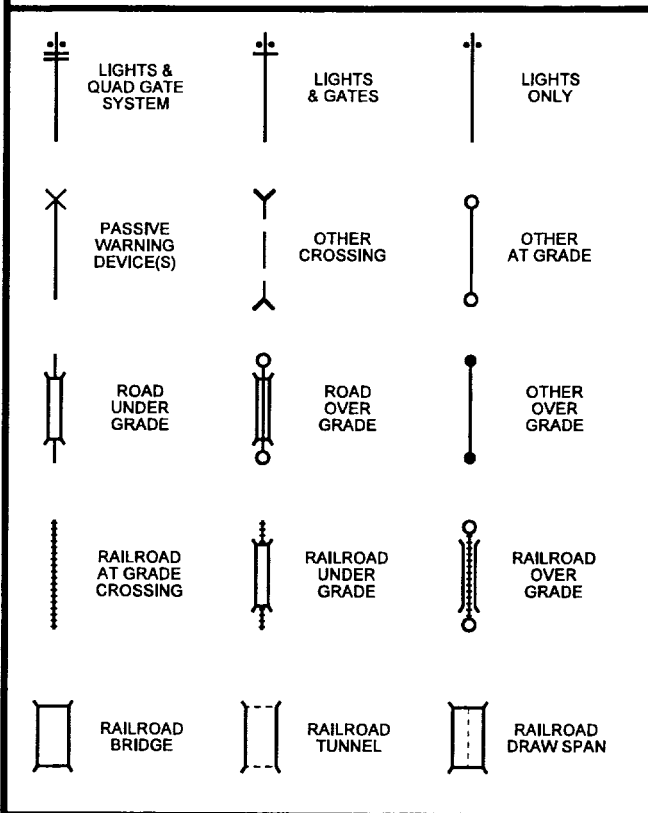 LIGHTS &
QUAD GATE
SYSTEM
LIGHTS
& GATES
LIGHTS
ONLY
PASSIVE
WARNING
DEVICE(S)
OTHER
CROSSING
OTHER
AT GRADE
ROAD
UNDER
GRADE
ROAD
OVER
GRADE
OTHER
OVER
GRADE
RAILROAD
AT GRADE
CROSSING
RAILROAD
UNDER
GRADE
RAILROAD
OVER
GRADE
RAILROAD
BRIDGE
RAILROAD
TUNNEL
RAILROAD
DRAW SPAN